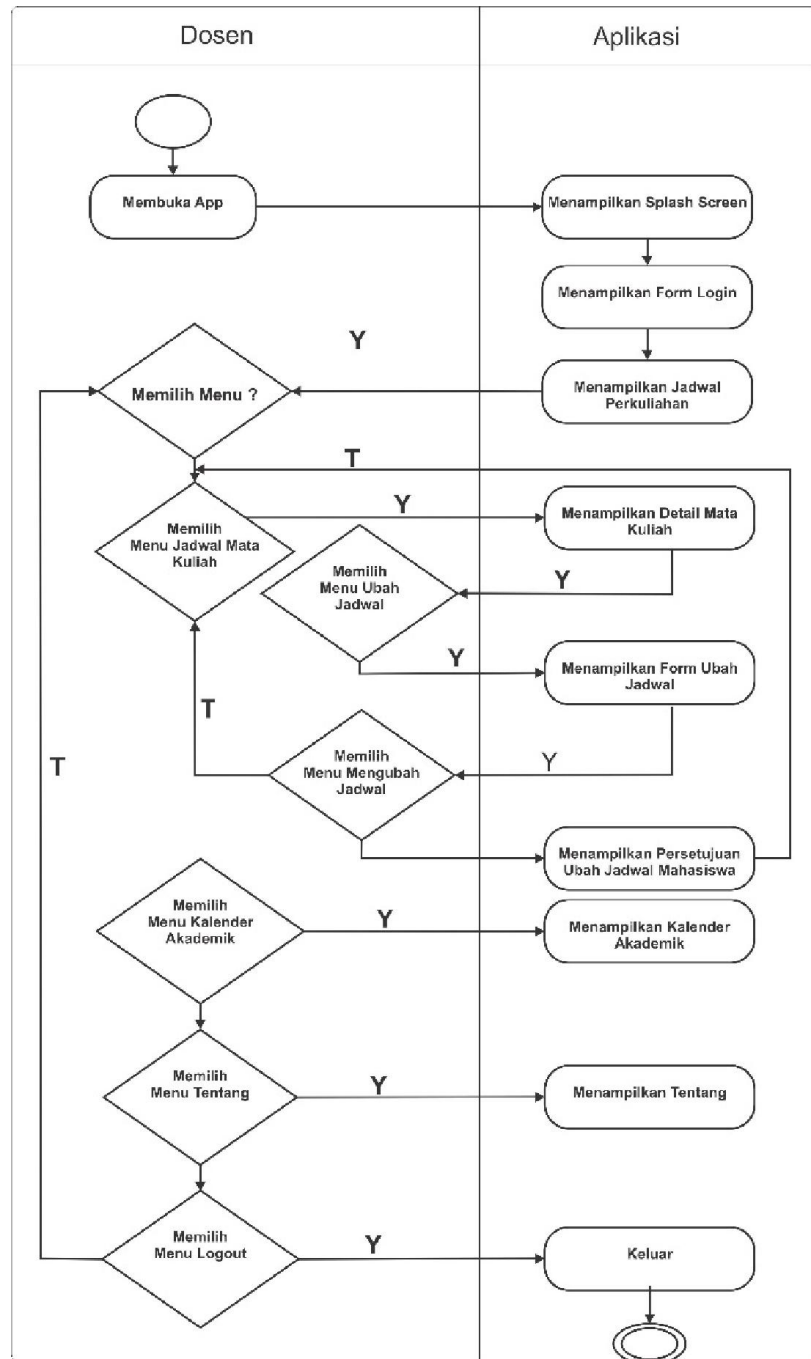 Dosen
Aplikasi
Membuka App
Menampilkan Splash Screen
Menampilkan Form Login
Y
Memilih Menu ?
Menampilkan Jadwal
Perkuliahan
T
Memilih
Menu Jadwal Mata
Kuliah
Y
Menampilkan Detail Mata
Kuliah
Memilih
Menu Ubah
Jadwal
Y
Y
Menampilkan Form Ubah
Jadwal
T
Memilih
Menu Mengubah
Jadwal
Y
T
Menampilkan Persetujuan
Ubah Jadwal Mahasiswa
Memilih
Menu Kalender
Akademik
Y
Menampilkan Kalender
Akademik
Memilih
Menu Tentang
Y
Menampilkan Tentang
Memilih
Menu Logout
Y
Keluar